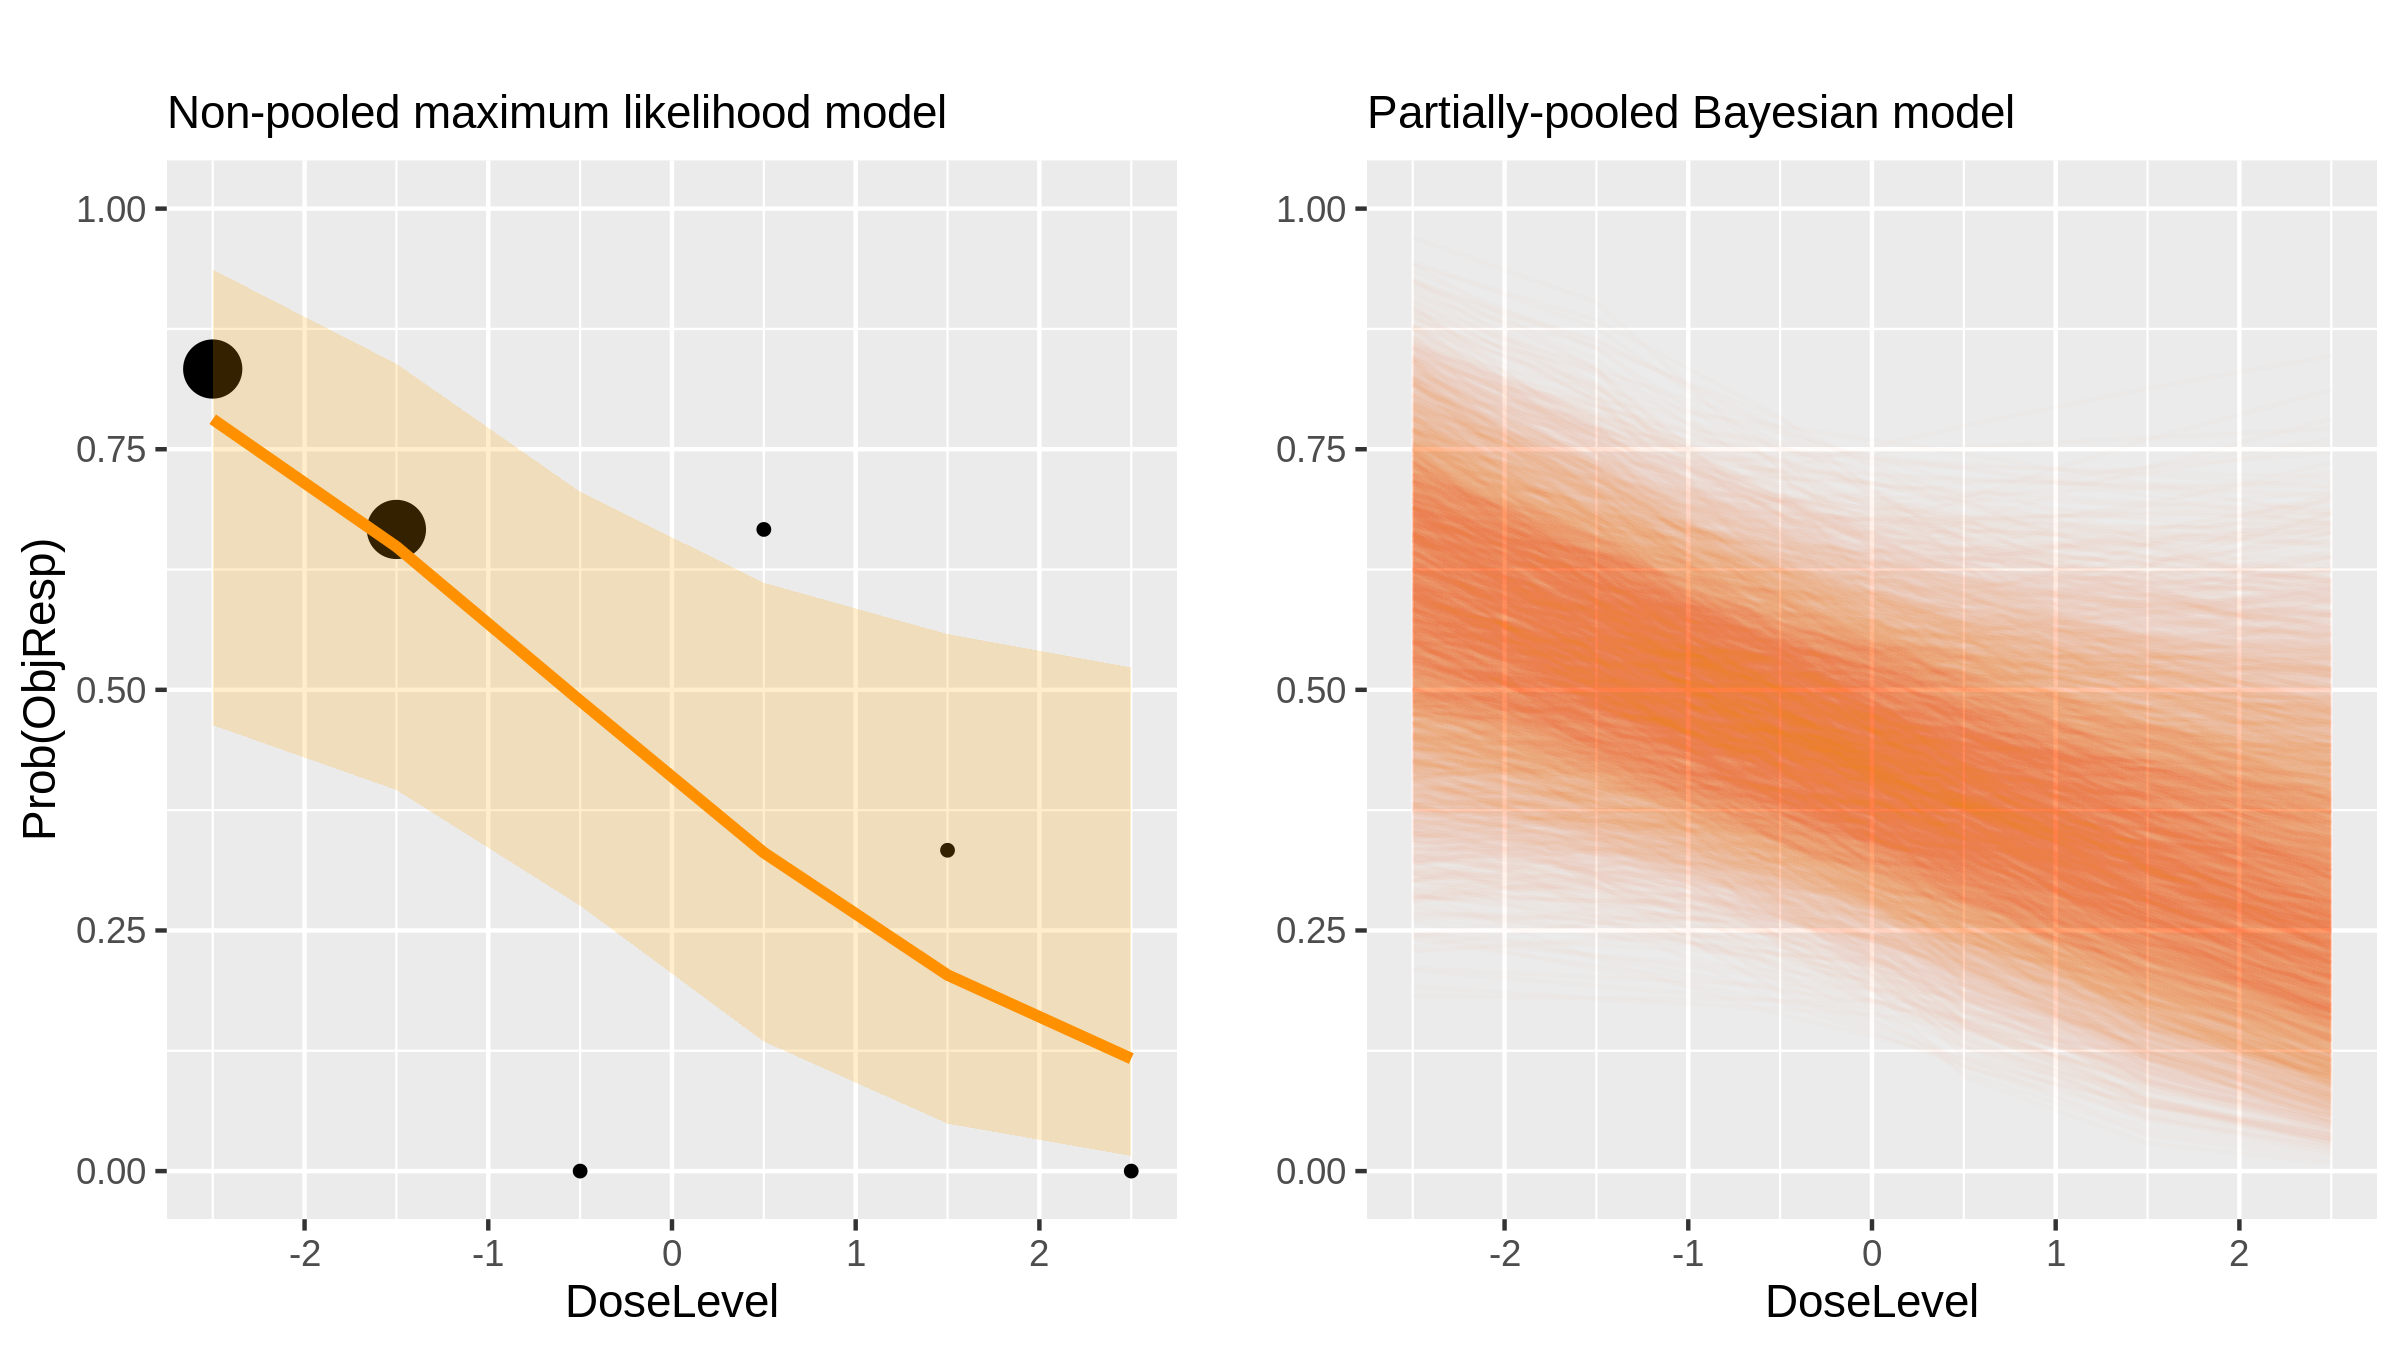 Non-pooled maximum likelihood model
Prob(ObjResp)
1.00
0.75
0.50
0.25
0.00
-2 -1 0 1 2
DoseLevel
Partially-pooled Bayesian model
1.00
0.75
0.50
0.25
0.00
-2 -1 0 1 2
DoseLevel